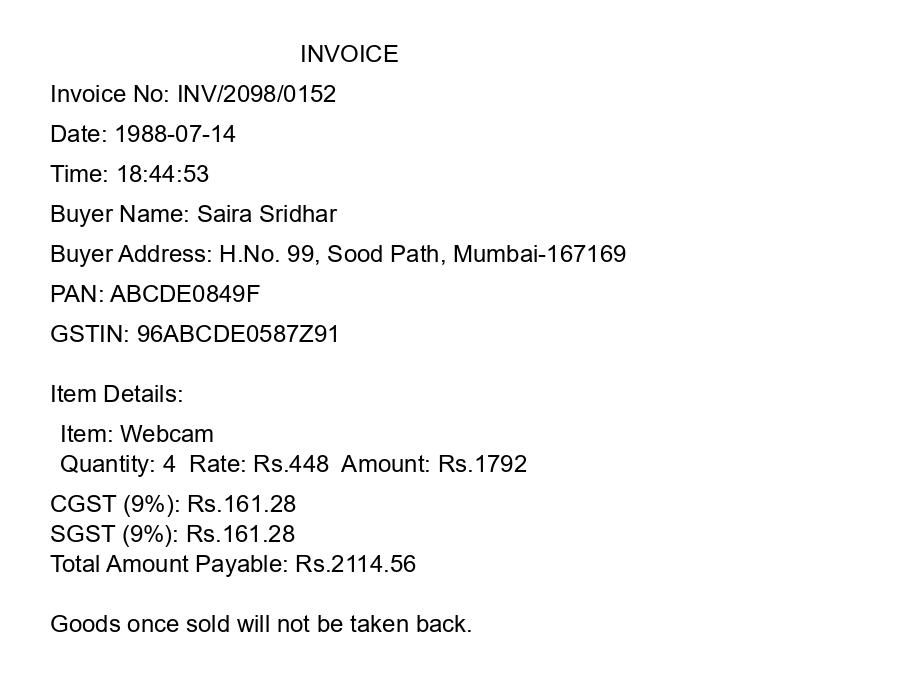 INVOICE
Invoice No: INV/2098/0152
Date: 1988-07-14
Time: 18:44:53
Buyer Name: Saira Sridhar
Buyer Address: H.No. 99, Sood Path, Mumbai-167169
PAN: ABCDE0849F
GSTIN: 96ABCDE0587Z91
Item Details:
Item: Webcam
Quantity: 4  Rate: Rs.448  Amount: Rs.1792
CGST (9%): Rs.161.28
SGST (9%): Rs.161.28
Total Amount Payable: Rs.2114.56
Goods once sold will not be taken back.